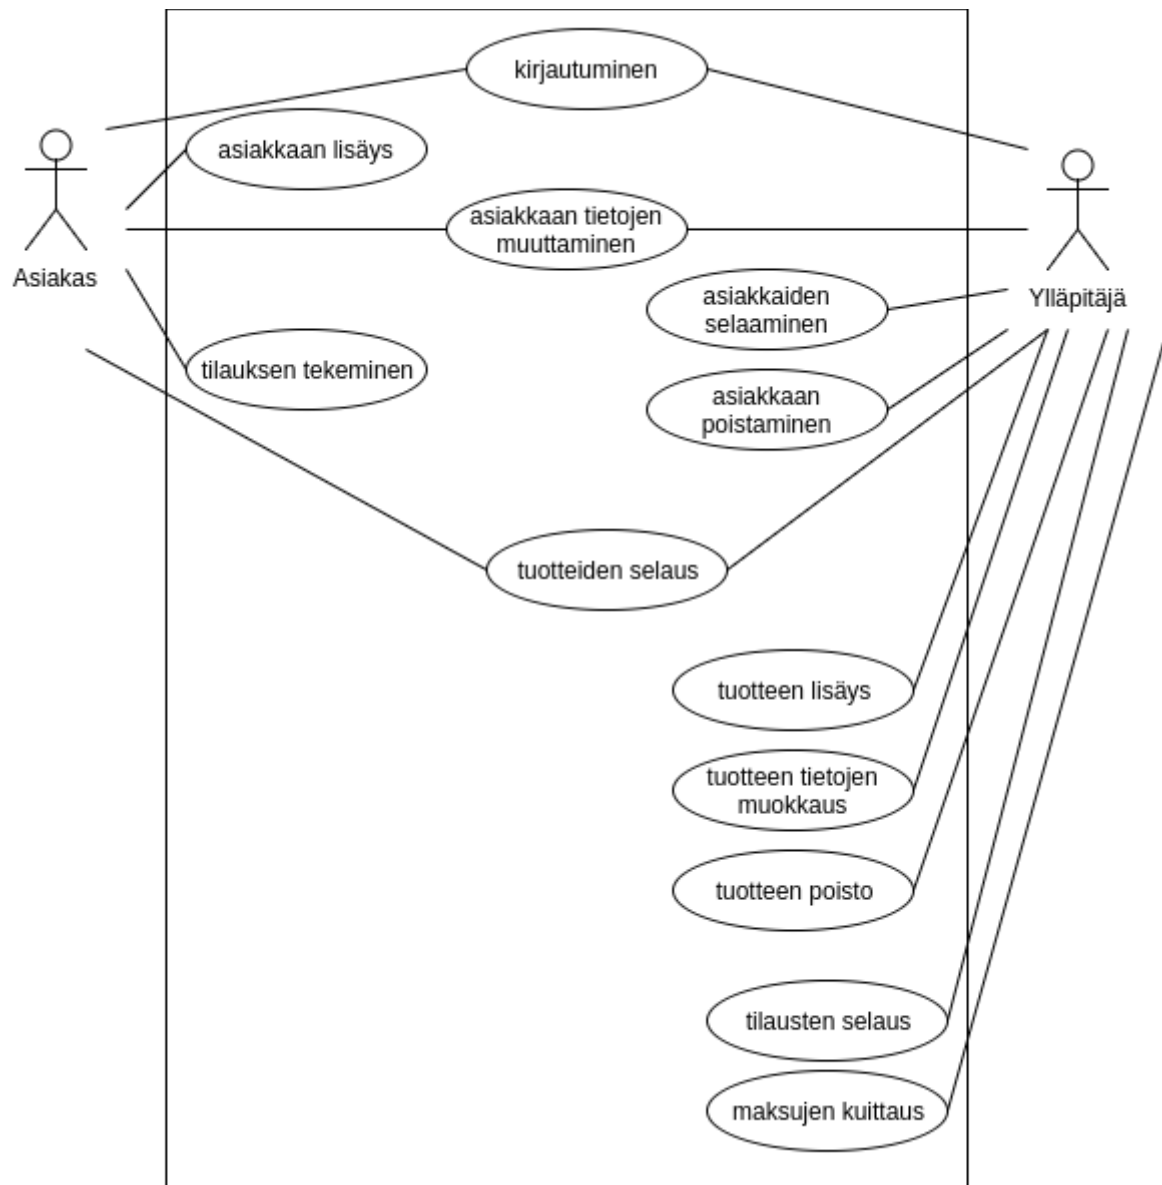 kirjautuminen
asiakkaan lisäys
asiakkaan tietojen
muuttaminen
Asiakas
asiakkaiden
selaaminen
Ylläpitäjä
tilauksen tekeminen
asiakkaan
poistaminen
tuotteiden selaus
tuotteen lisäys
tuotteen tietojen
muokkaus
tuotteen poisto
tilausten selaus
maksujen kuittaus